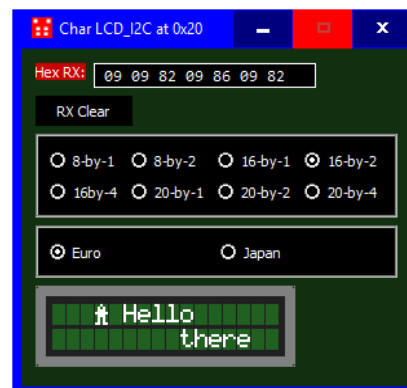 Char LCD_I2C at 0x20
Hex RX: 09 09 82 09 86 09 82
RX Clear
8-by-1 8-by-2 16-by-1 16-by-2
16by-4 20-by-1 20-by-2 20-by-4
Euro Japan
Hello
there